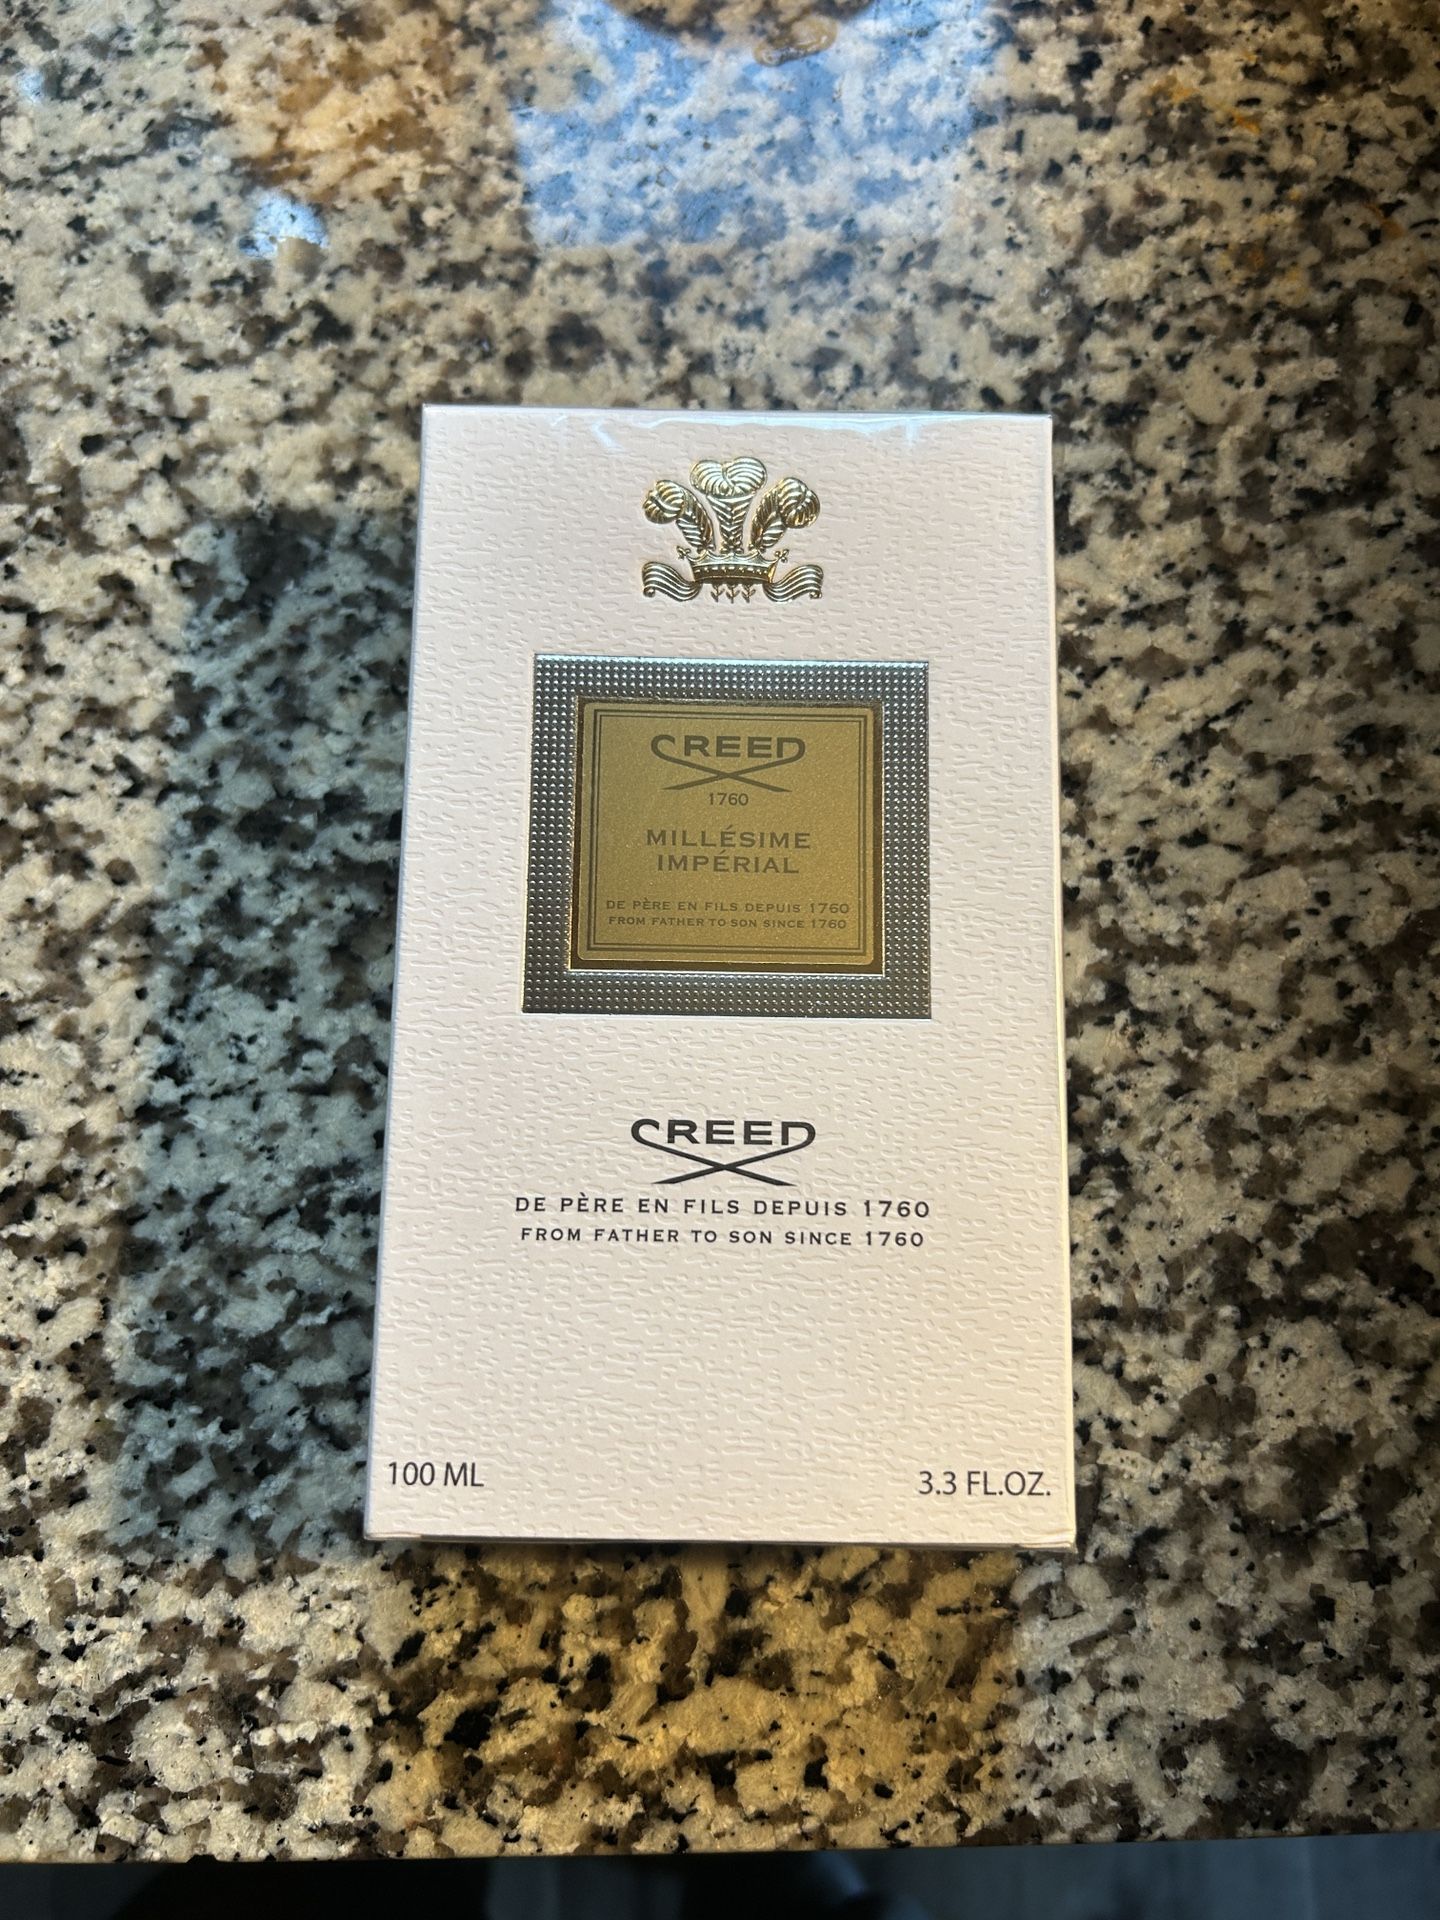 CREED
1760
MILLÉSIME
IMPÉRIAL
DE PÈRE EN FILS DEPUIS 1760
FROM FATHER TO SON SINCE 1760
CREED
DE PÈRE EN FILS DEPUIS 1760
FROM FATHER TO SON SINCE 1760
100 ML
3.3 FL.OZ.